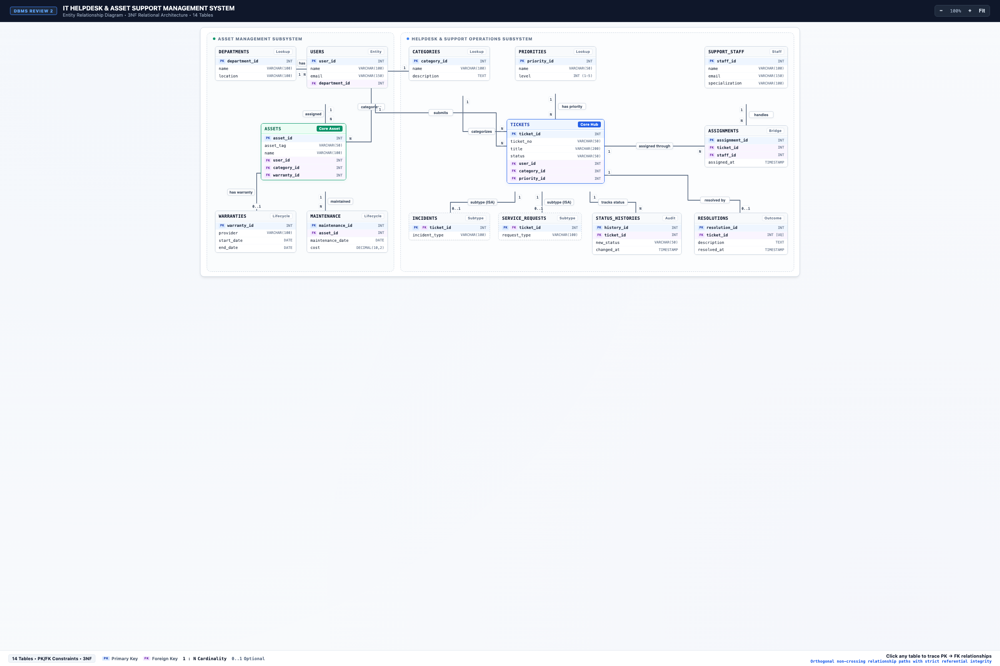 DBMS REVIEW 2
IT HELPDESK & ASSET SUPPORT MANAGEMENT SYSTEM
Entity Relationship Diagram • 3NF Relational Architecture • 14 Tables
− 100% + Fit
ASSET MANAGEMENT SUBSYSTEM
DEPARTMENTS Lookup
PK department_id INT
name VARCHAR(100)
location VARCHAR(100)
has
1 N
USERS Entity
PK user_id INT
name VARCHAR(100)
email VARCHAR(150)
FK department_id INT
assigned
1
N
1
ASSETS Core Asset
PK asset_id INT
asset_tag VARCHAR(50)
name VARCHAR(100)
FK user_id INT
FK category_id INT
FK warranty_id INT
N
has warranty
0..1
1
N
maintained
WARRANTIES Lifecycle
PK warranty_id INT
provider VARCHAR(100)
start_date DATE
end_date DATE
MAINTENANCE Lifecycle
PK maintenance_id INT
FK asset_id INT
maintenance_date DATE
cost DECIMAL(10,2)
HELPDESK & SUPPORT OPERATIONS SUBSYSTEM
1
CATEGORIES Lookup
PK category_id INT
name VARCHAR(100)
description TEXT
PRIORITIES Lookup
PK priority_id INT
name VARCHAR(50)
level INT (1–5)
SUPPORT_STAFF Staff
PK staff_id INT
name VARCHAR(100)
email VARCHAR(150)
specialization VARCHAR(100)
1
submits
categorizes
N
N
1
N
has priority
1
N
handles
TICKETS Core Hub
PK ticket_id INT
ticket_no VARCHAR(50)
title VARCHAR(200)
status VARCHAR(50)
FK user_id INT
FK category_id INT
FK priority_id INT
1
assigned through
N
1
ASSIGNMENTS Bridge
PK assignment_id INT
FK ticket_id INT
FK staff_id INT
assigned_at TIMESTAMP
subtype (ISA)
1
0..1
1
subtype (ISA)
0..1
1
tracks status
N
resolved by
0..1
INCIDENTS Subtype
PK FK ticket_id INT
incident_type VARCHAR(100)
SERVICE_REQUESTS Subtype
PK FK ticket_id INT
request_type VARCHAR(100)
STATUS_HISTORIES Audit
PK history_id INT
FK ticket_id INT
new_status VARCHAR(50)
changed_at TIMESTAMP
RESOLUTIONS Outcome
PK resolution_id INT
FK ticket_id INT [UQ]
description TEXT
resolved_at TIMESTAMP
14 Tables • PK/FK Constraints • 3NF
PK Primary Key FK Foreign Key 1 : N Cardinality 0..1 Optional
Click any table to trace PK → FK relationships
Orthogonal non-crossing relationship paths with strict referential integrity